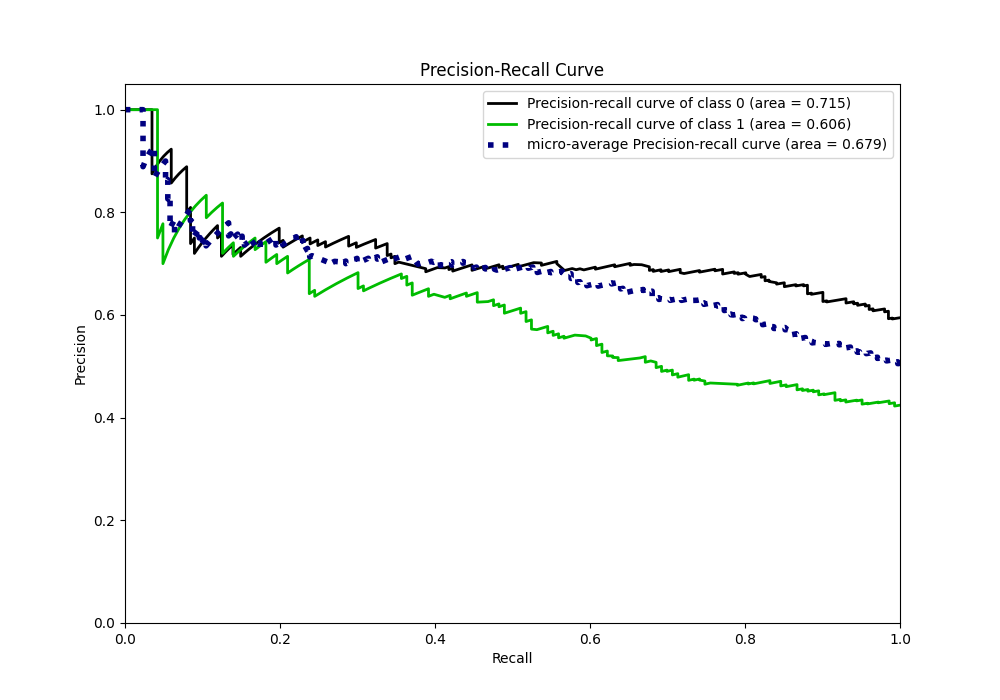 Precision-Recall Curve
Precision-recall curve of class 0 (area = 0.715)
Precision-recall curve of class 1 (area = 0.606)
micro-average Precision-recall curve (area = 0.679)
1.0
0.8
0.6
0.4
0.2
0.0
Precision
0.0 0.2 0.4 0.6 0.8 1.0
Recall